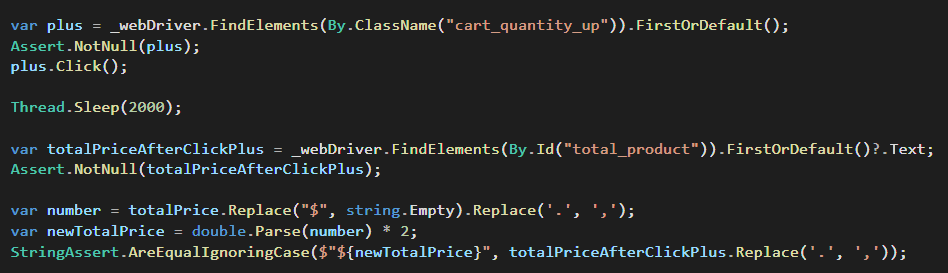 var plus = _webDriver.FindElements(By.ClassName("cart_quantity_up")).FirstOrDefault();
Assert.NotNull(plus);
plus.Click();
Thread.Sleep(2000);
var totalPriceAfterClickPlus = _webDriver.FindElements(By.Id("total_product")).FirstOrDefault()?.Text;
Assert.NotNull(totalPriceAfterClickPlus);
var number = totalPrice.Replace("$", string.Empty).Replace('.', ',');
var newTotalPrice = double.Parse(number) * 2;
StringAssert.AreEqualIgnoringCase($"${newTotalPrice}", totalPriceAfterClickPlus.Replace('.', ','));